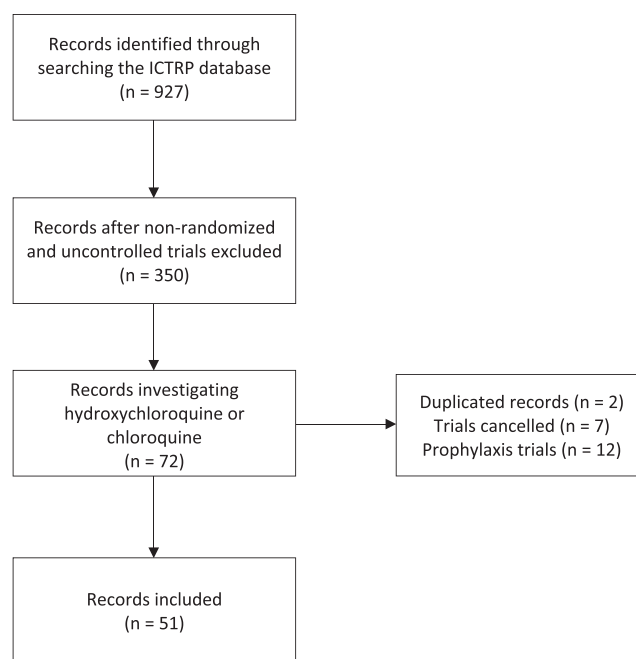 Records identified through
searching the ICTRP database
(n = 927)
Records after non-randomized
and uncontrolled trials excluded
(n = 350)
Records investigating
hydroxychloroquine or
chloroquine
(n = 72)
Duplicated records (n = 2)
Trials cancelled (n = 7)
Prophylaxis trials (n = 12)
Records included
(n = 51)